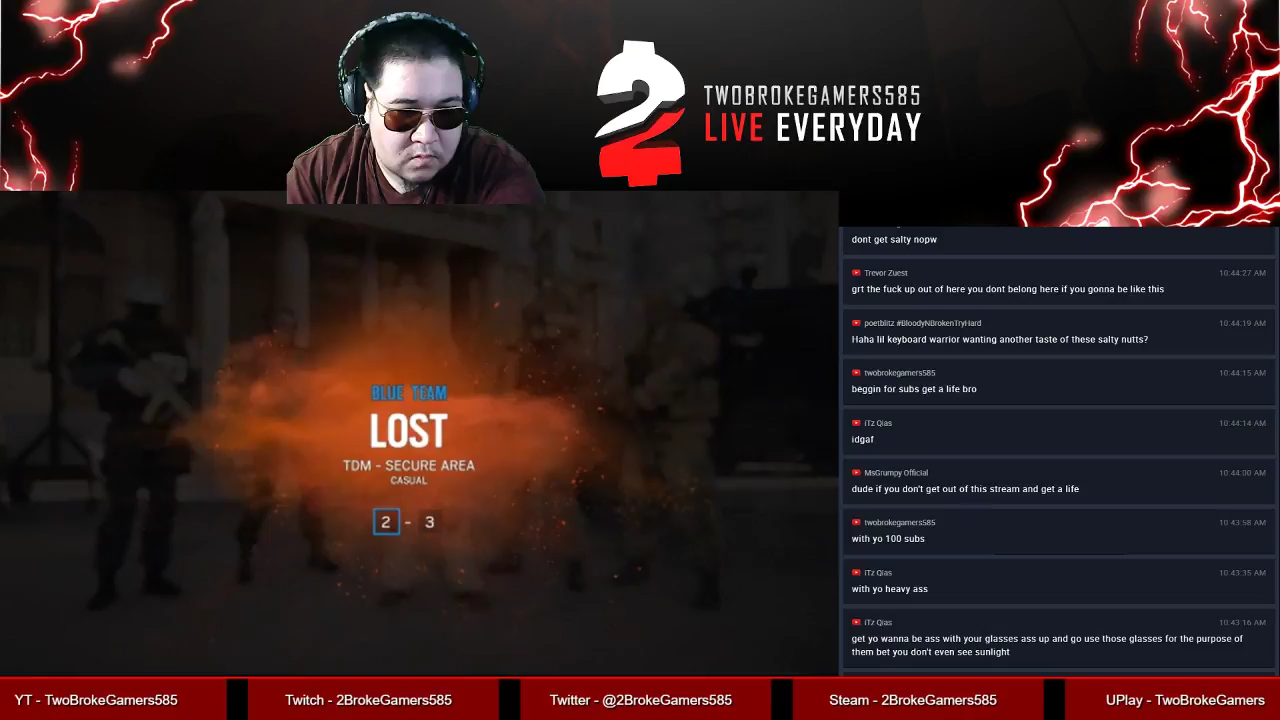 2
TWOBROKEGAMERS585
LIVE EVERYDAY
BLUE TEAM
LOST
TDM - SECURE AREA
CASUAL
2 - 3
dont get salty nopw
Trevor Zuest 10:44:27 AM
grt the fuck up out of here you dont belong here if you gonna be like this
poetblitz #BloodyNBrokenTryHard 10:44:19 AM
Haha lil keyboard warrior wanting another taste of these salty nutts?
twobrokegamers585 10:44:15 AM
beggin for subs get a life bro
iTz Qias 10:44:14 AM
idgaf
MsGrumpy Official 10:44:00 AM
dude if you don't get out of this stream and get a life
twobrokegamers585 10:43:58 AM
with yo 100 subs
iTz Qias 10:43:35 AM
with yo heavy ass
iTz Qias 10:43:16 AM
get yo wanna be ass with your glasses ass up and go use those glasses for the purpose of
them bet you don't even see sunlight
YT - TwoBrokeGamers585 Twitch - 2BrokeGamers585 Twitter - @2BrokeGamers585 Steam - 2BrokeGamers585 UPlay - TwoBrokeGamers